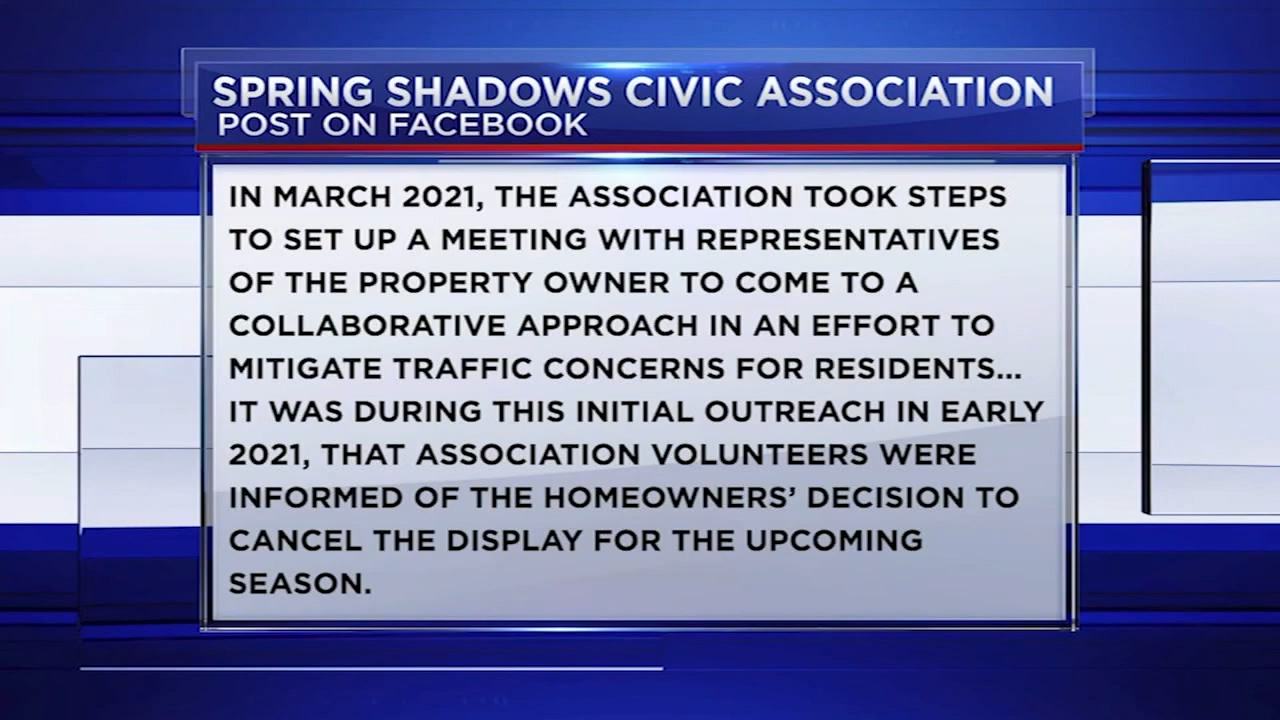 SPRING SHADOWS CIVIC ASSOCIATION
POST ON FACEBOOK
IN MARCH 2021, THE ASSOCIATION TOOK STEPS
TO SET UP A MEETING WITH REPRESENTATIVES
OF THE PROPERTY OWNER TO COME TO A
COLLABORATIVE APPROACH IN AN EFFORT TO
MITIGATE TRAFFIC CONCERNS FOR RESIDENTS...
IT WAS DURING THIS INITIAL OUTREACH IN EARLY
2021, THAT ASSOCIATION VOLUNTEERS WERE
INFORMED OF THE HOMEOWNERS’ DECISION TO
CANCEL THE DISPLAY FOR THE UPCOMING
SEASON.